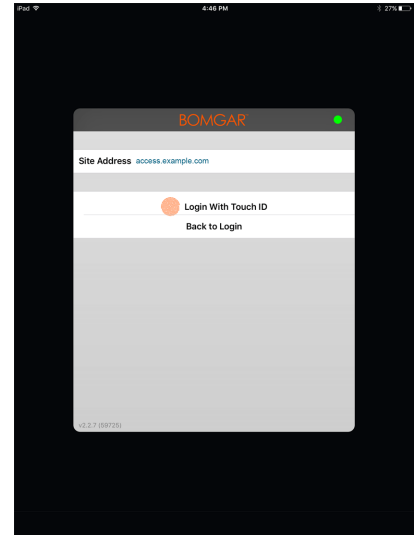 iPad 4:46 PM 27%
BOMGAR
Site Address access.example.com
Login With Touch ID
Back to Login
v2.2.7 (59725)